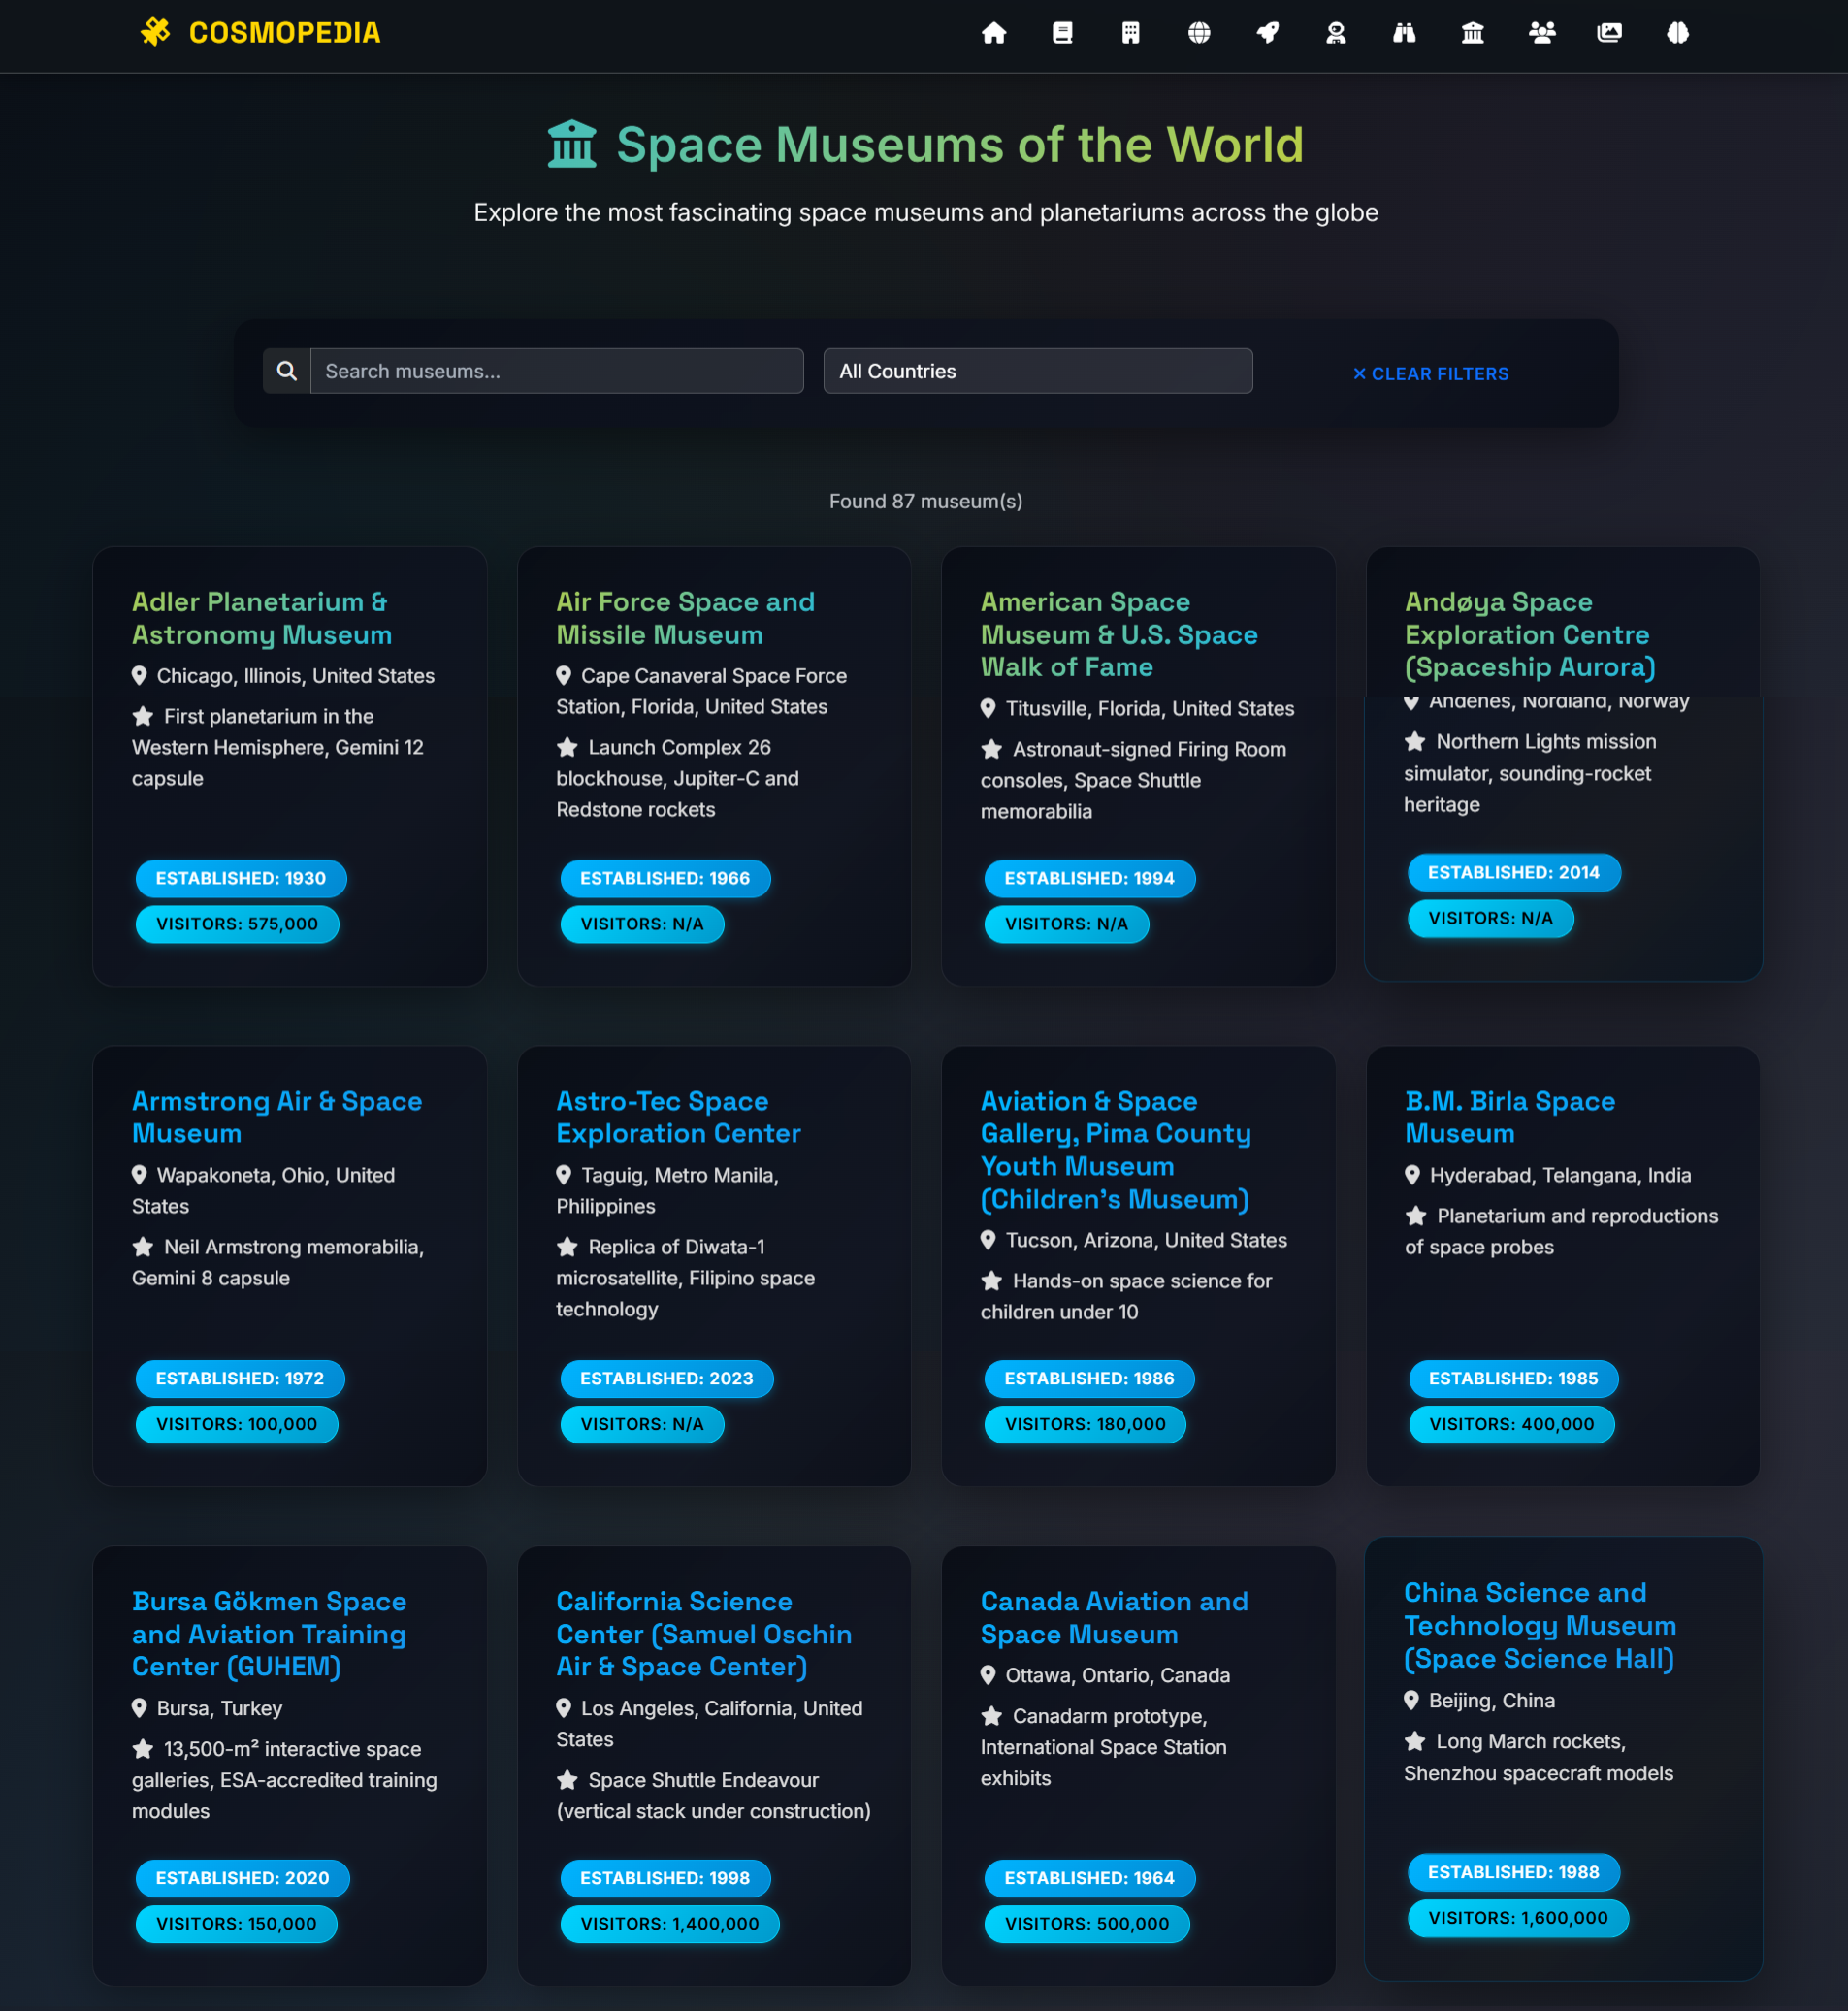 COSMOPEDIA
Space Museums of the World
Explore the most fascinating space museums and planetariums across the globe
Search museums...
All Countries
× CLEAR FILTERS
Found 87 museum(s)
Adler Planetarium &
Astronomy Museum
Chicago, Illinois, United States
First planetarium in the
Western Hemisphere, Gemini 12
capsule
ESTABLISHED: 1930
VISITORS: 575,000
Air Force Space and
Missile Museum
Cape Canaveral Space Force
Station, Florida, United States
Launch Complex 26
blockhouse, Jupiter-C and
Redstone rockets
ESTABLISHED: 1966
VISITORS: N/A
American Space
Museum & U.S. Space
Walk of Fame
Titusville, Florida, United States
Astronaut-signed Firing Room
consoles, Space Shuttle
memorabilia
ESTABLISHED: 1994
VISITORS: N/A
Andøya Space
Exploration Centre
(Spaceship Aurora)
Andenes, Nordland, Norway
Northern Lights mission
simulator, sounding-rocket
heritage
ESTABLISHED: 2014
VISITORS: N/A
Armstrong Air & Space
Museum
Wapakoneta, Ohio, United
States
Neil Armstrong memorabilia,
Gemini 8 capsule
ESTABLISHED: 1972
VISITORS: 100,000
Astro-Tec Space
Exploration Center
Taguig, Metro Manila,
Philippines
Replica of Diwata-1
microsatellite, Filipino space
technology
ESTABLISHED: 2023
VISITORS: N/A
Aviation & Space
Gallery, Pima County
Youth Museum
(Children's Museum)
Tucson, Arizona, United States
Hands-on space science for
children under 10
ESTABLISHED: 1986
VISITORS: 180,000
B.M. Birla Space
Museum
Hyderabad, Telangana, India
Planetarium and reproductions
of space probes
ESTABLISHED: 1985
VISITORS: 400,000
Bursa Gökmen Space
and Aviation Training
Center (GUHEM)
Bursa, Turkey
13,500-m² interactive space
galleries, ESA-accredited training
modules
ESTABLISHED: 2020
VISITORS: 150,000
California Science
Center (Samuel Oschin
Air & Space Center)
Los Angeles, California, United
States
Space Shuttle Endeavour
(vertical stack under construction)
ESTABLISHED: 1998
VISITORS: 1,400,000
Canada Aviation and
Space Museum
Ottawa, Ontario, Canada
Canadarm prototype,
International Space Station
exhibits
ESTABLISHED: 1964
VISITORS: 500,000
China Science and
Technology Museum
(Space Science Hall)
Beijing, China
Long March rockets,
Shenzhou spacecraft models
ESTABLISHED: 1988
VISITORS: 1,600,000